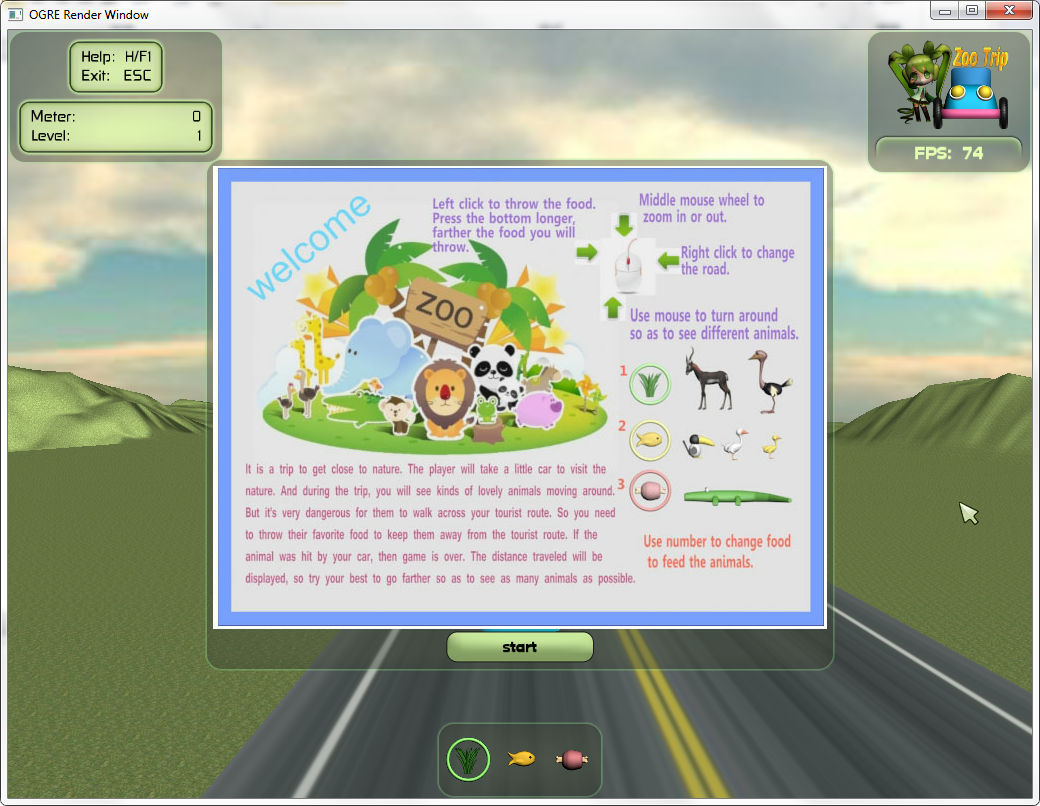 OGRE Render Window
Help: H/F1
Exit: ESC
Meter: 0
Level: 1
Zoo Trip
FPS: 74
welcome
ZOO
Left click to throw the food.
Press the bottom longer,
farther the food you will
throw.
Middle mouse wheel to
zoom in or out.
Right click to change
the road.
Use mouse to turn around
so as to see different animals.
1
2
3
Use number to change food
to feed the animals.
It is a trip to get close to nature. The player will take a little car to visit the
nature. And during the trip, you will see kinds of lovely animals moving around.
But it's very dangerous for them to walk across your tourist route. So you need
to throw their favorite food to keep them away from the tourist route. If the
animal was hit by your car, then game is over. The distance traveled will be
displayed, so try your best to go farther so as to see as many animals as possible.
start